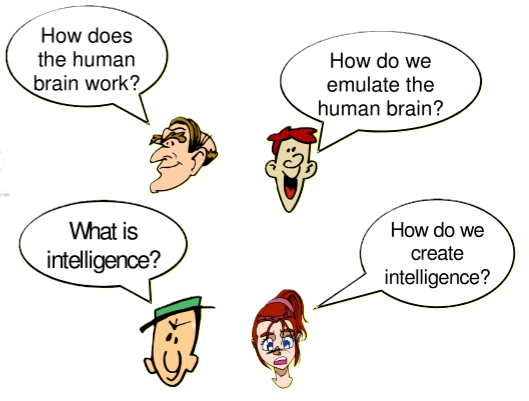 How does
the human
brain work?
How do we
emulate the
human brain?
What is
intelligence?
How do we
create
intelligence?